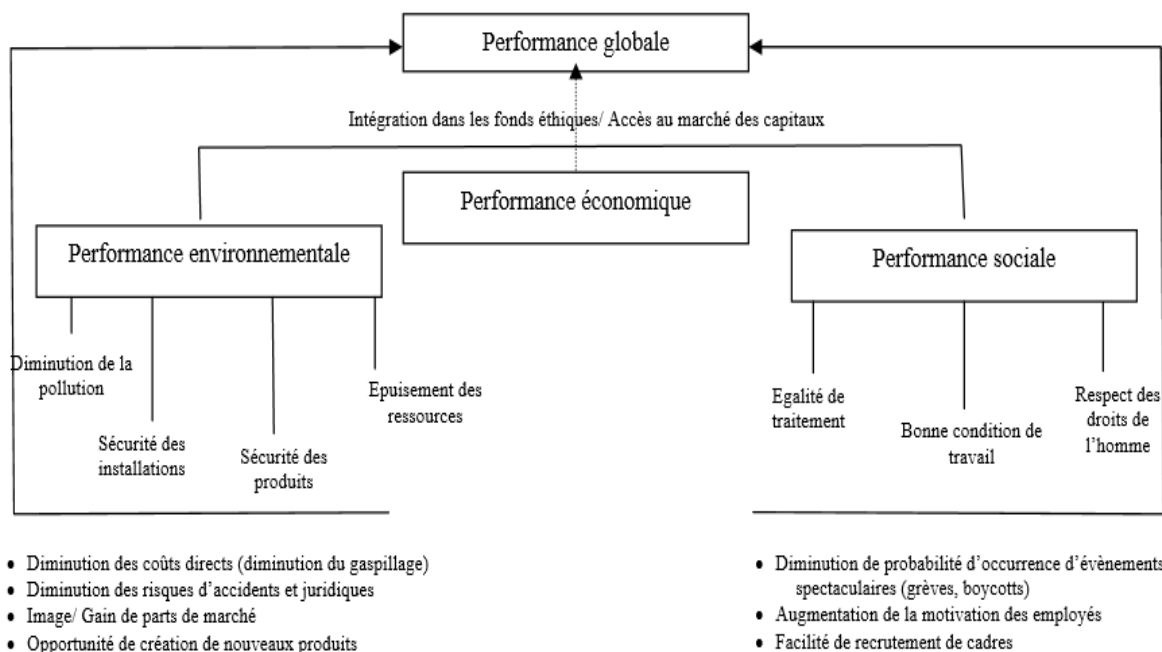 Performance globale
Intégration dans les fonds éthiques/ Accès au marché des capitaux
Performance économique
Performance environnementale
Performance sociale
Diminution de la
pollution
Sécurité des
installations
Sécurité des
produits
Epuisement des
ressources
Egalité de
traitement
Bonne condition de
travail
Respect des
droits de
l’homme
• Diminution des coûts directs (diminution du gaspillage)
• Diminution des risques d’accidents et juridiques
• Image/ Gain de parts de marché
• Opportunité de création de nouveaux produits
• Diminution de probabilité d’occurrence d’évènements
spectaculaires (grèves, boycotts)
• Augmentation de la motivation des employés
• Facilité de recrutement de cadres